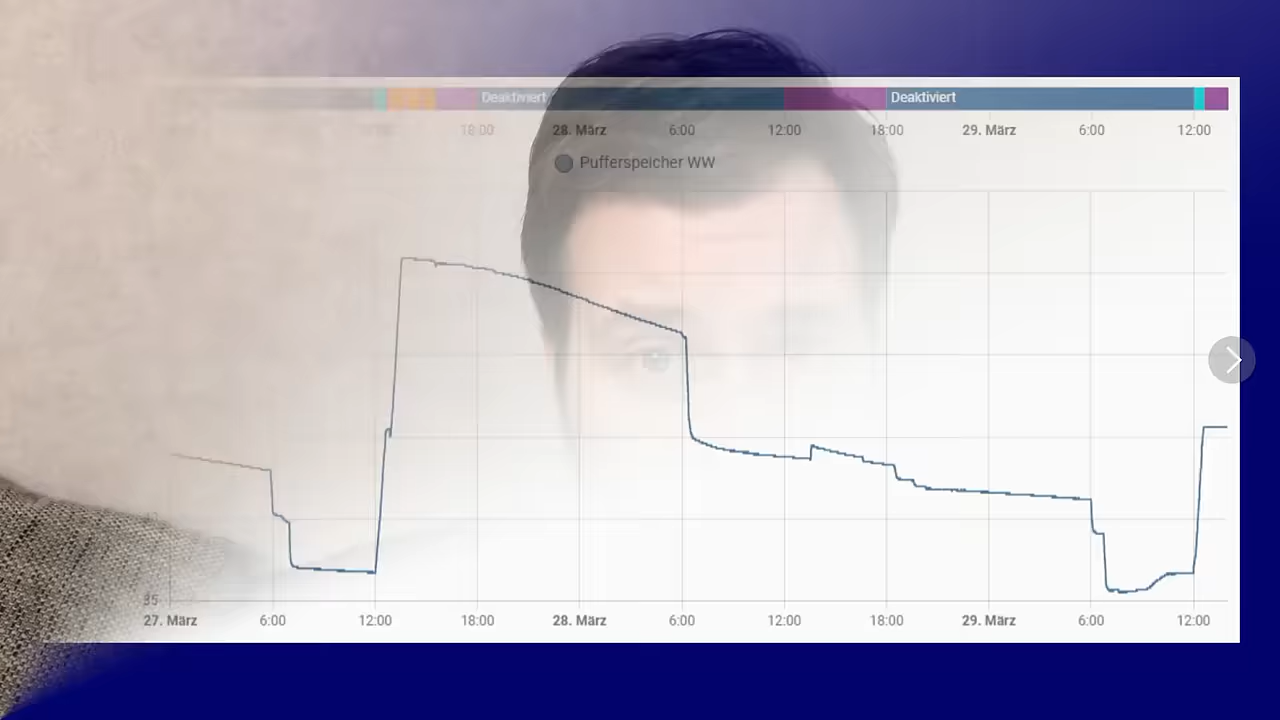 Deaktiviert Deaktiviert
18:00 28. März 6:00 12:00 18:00 29. März 6:00 12:00
Pufferspeicher WW
35
27. März 6:00 12:00 18:00 28. März 6:00 12:00 18:00 29. März 6:00 12:00